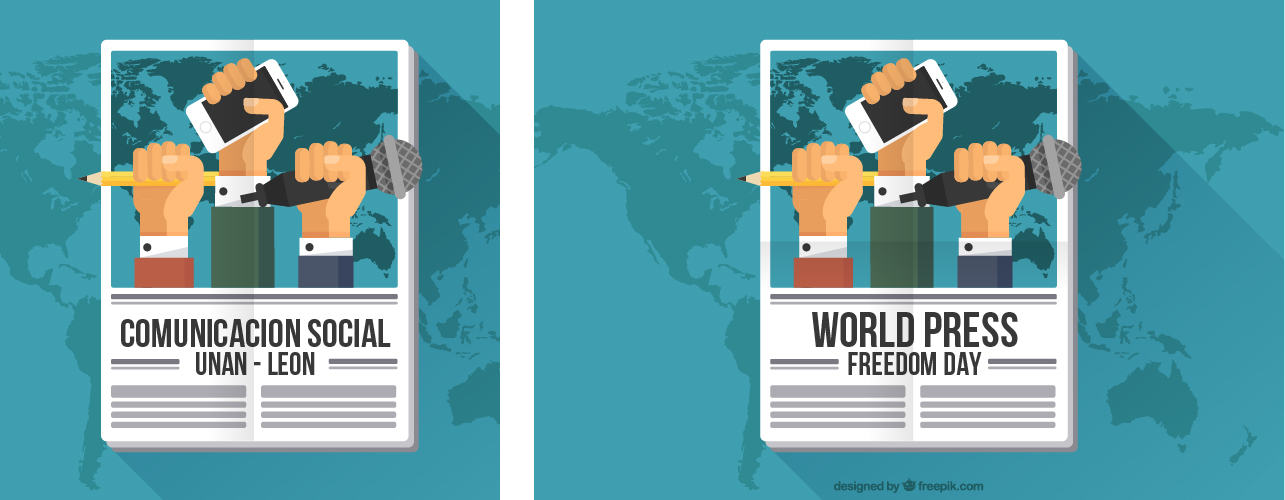 COMUNICACION SOCIAL
UNAN - LEON
WORLD PRESS
FREEDOM DAY
designed by freepik.com